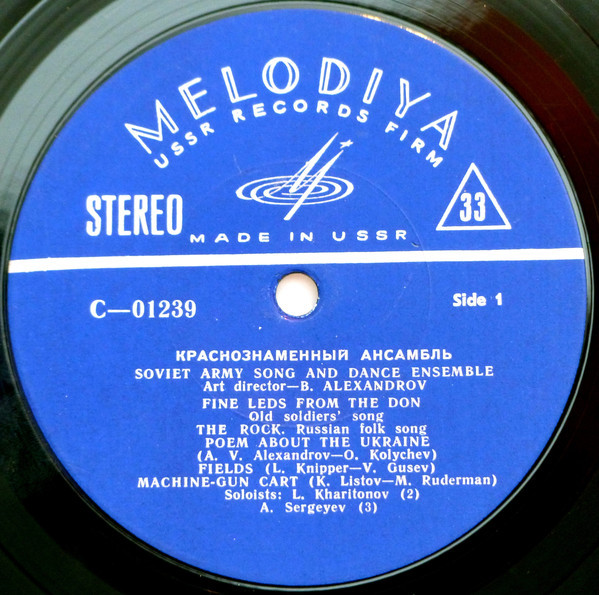 MELODIYA
USSR RECORDS FIRM
STEREO
33
MADE IN USSR
C—01239
Side 1
КРАСНОЗНАМЕННЫЙ АНСАМБЛЬ
SOVIET ARMY SONG AND DANCE ENSEMBLE
Art director—B. ALEXANDROV
FINE LEDS FROM THE DON
Old soldiers' song
THE ROCK. Russian folk song
POEM ABOUT THE UKRAINE
(A. V. Alexandrov—O. Kolychev)
FIELDS (L. Knipper—V. Gusev)
MACHINE-GUN CART (K. Listov—M. Ruderman)
Soloists: L. Kharitonov (2)
A. Sergeyev (3)